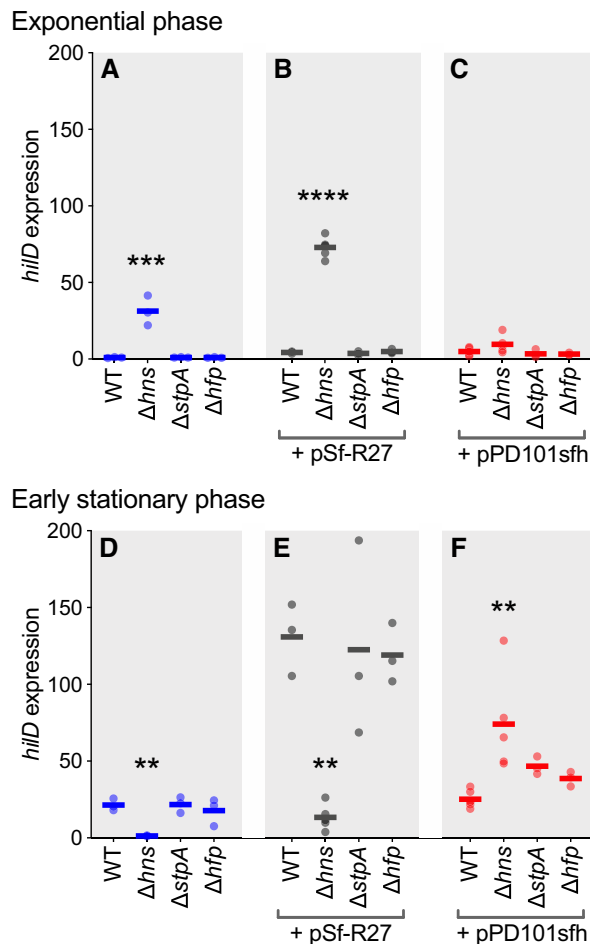 Exponential phase
A B C
hilD expression
200
150
100
50
0
***
****
WT Δhns ΔstpA Δhfp WT Δhns ΔstpA Δhfp WT Δhns ΔstpA Δhfp
+ pSf-R27 + pPD101sfh
Early stationary phase
D E F
hilD expression
200
150
100
50
0
**
**
**
WT Δhns ΔstpA Δhfp WT Δhns ΔstpA Δhfp WT Δhns ΔstpA Δhfp
+ pSf-R27 + pPD101sfh